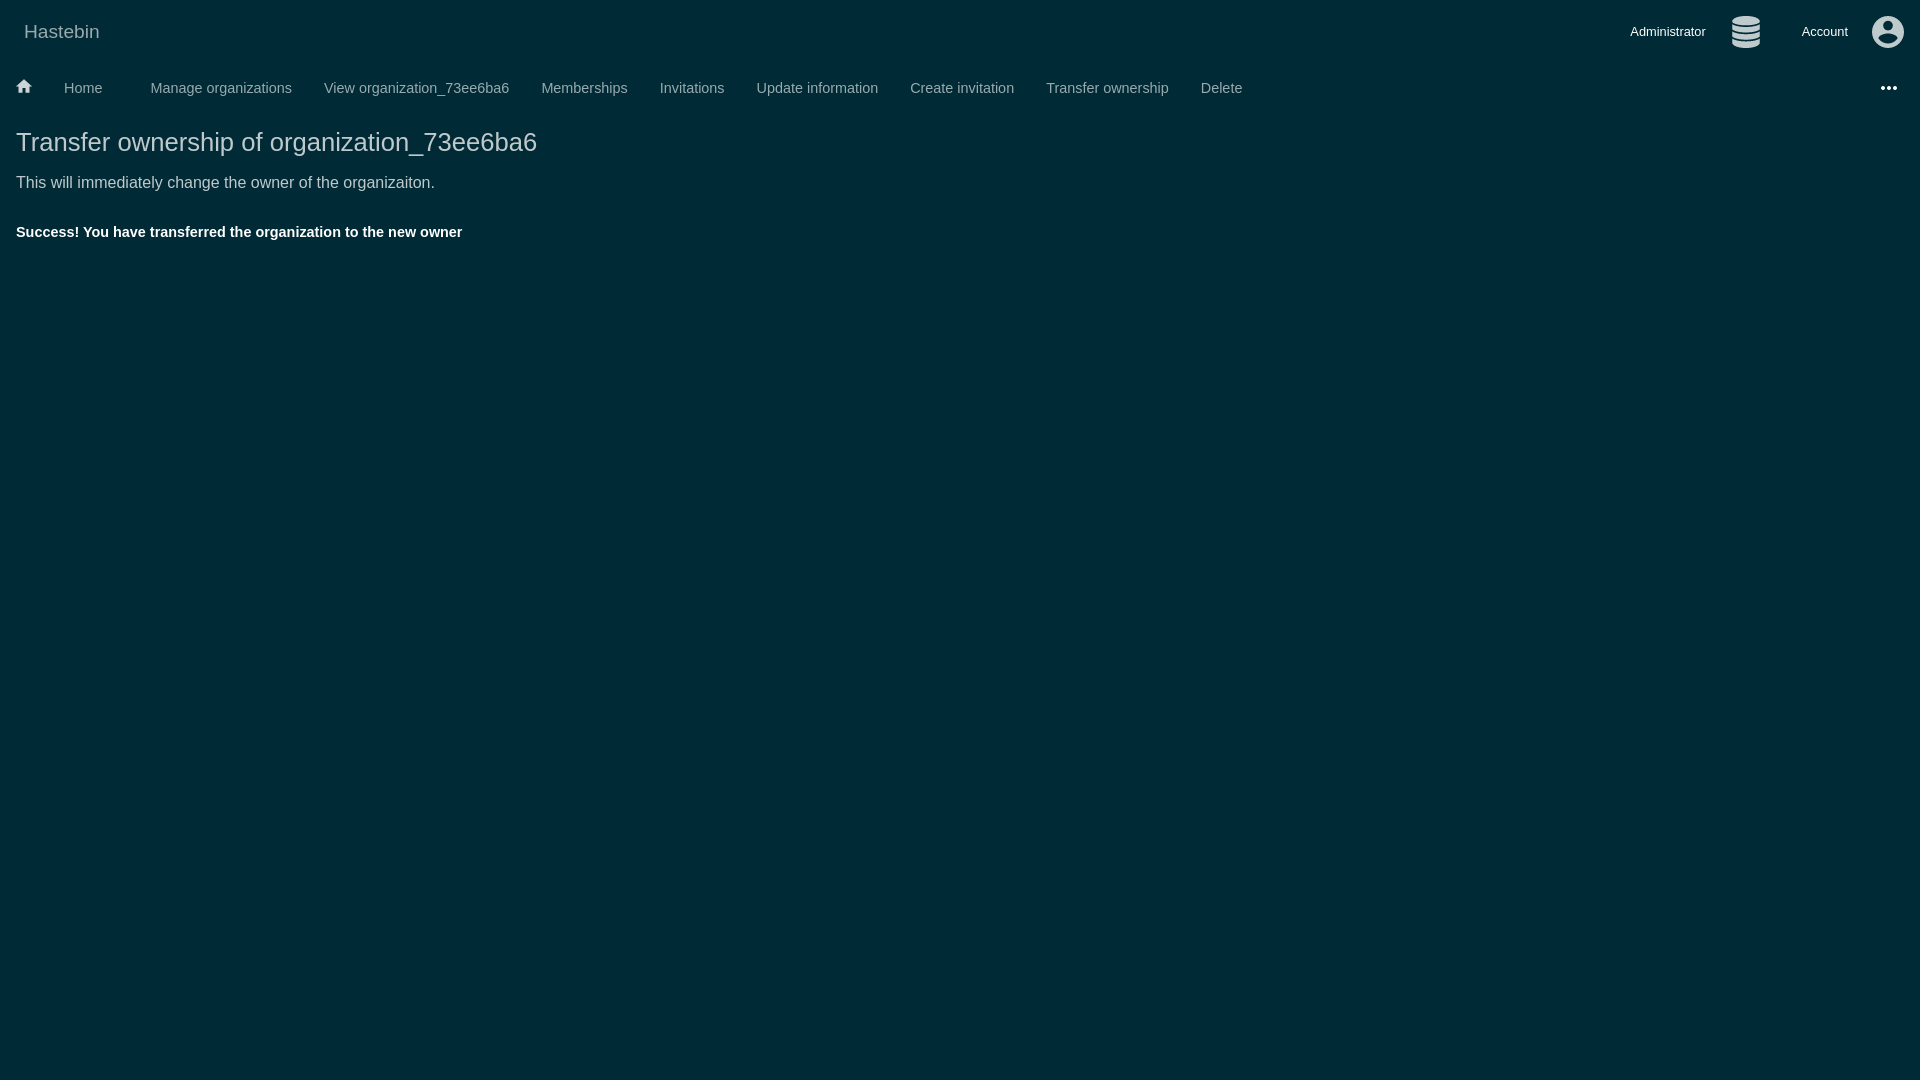 Hastebin
Administrator
Account
Home
Manage organizations
View organization_73ee6ba6
Memberships
Invitations
Update information
Create invitation
Transfer ownership
Delete
Transfer ownership of organization_73ee6ba6
This will immediately change the owner of the organizaiton.
Success! You have transferred the organization to the new owner